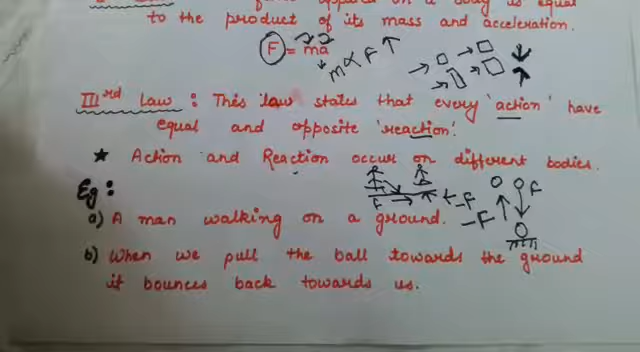 to the product of its mass and acceleration.
F = ma
m ∝ F ↑
IIIrd Law : This law states that every 'action' have
equal and opposite 'reaction'.
★ Action and Reaction occur on different bodies.
Eg :
F -F
-F F
a) A man walking on a ground.
b) When we pull the ball towards the ground
it bounces back towards us.